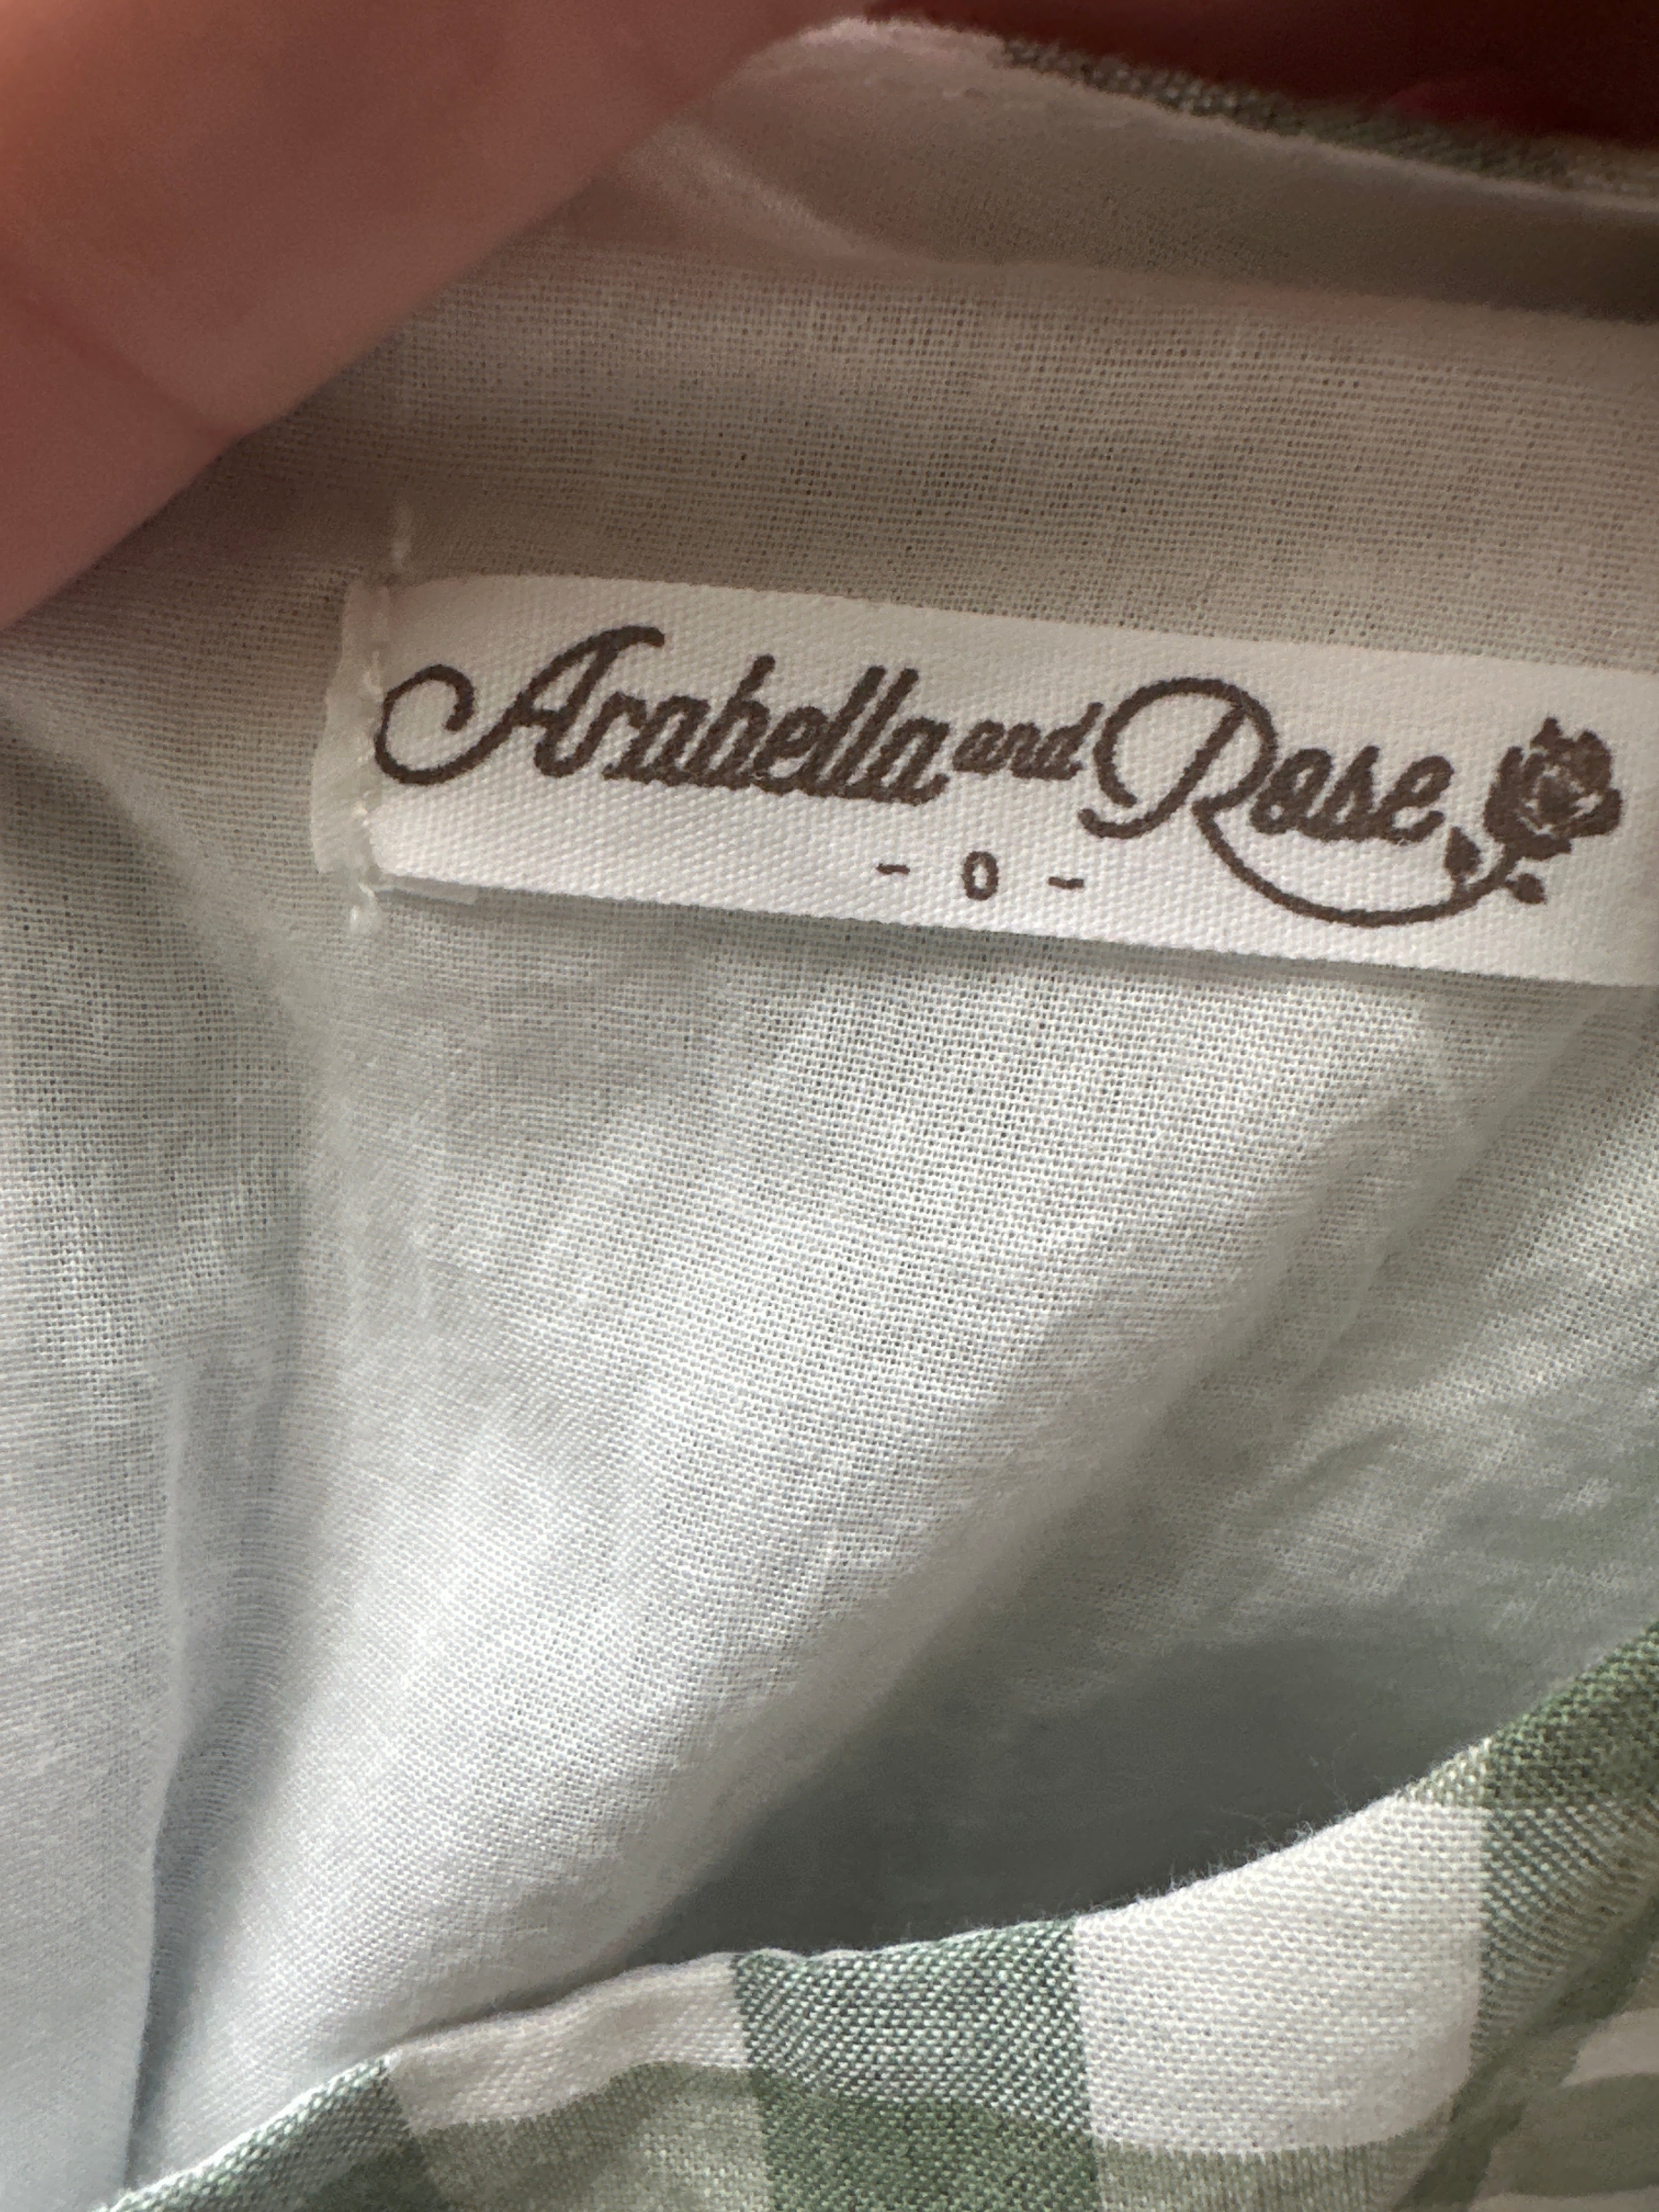 Arabella and Rose
- 0 -